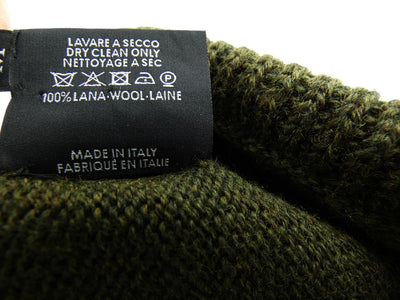 LAVARE A SECCO
DRY CLEAN ONLY
NETTOYAGE A SEC
P
100% LANA·WOOL·LAINE
MADE IN ITALY
FABRIQUÉ EN ITALIE